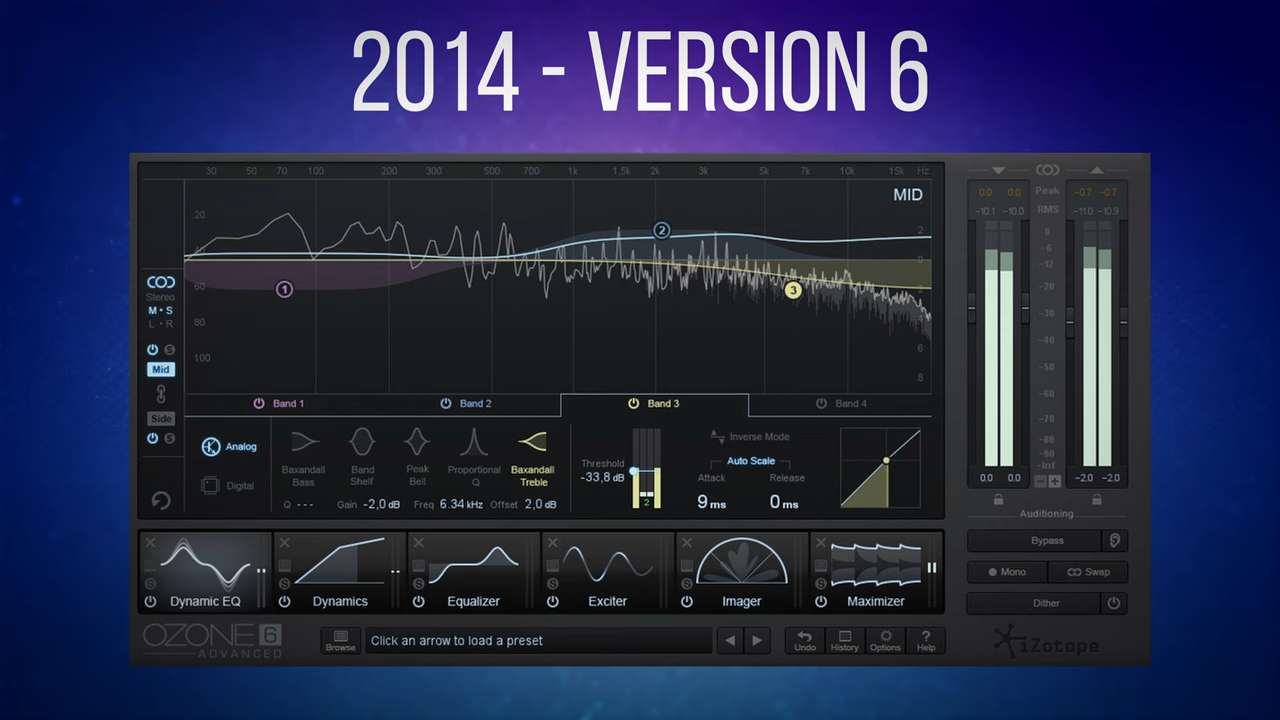 2014 - VERSION 6
30 50 70 100 200 300 500 700 1k 1,5k 2k 3k 5k 7k 10k 15k Hz
MID
20
40
60
80
100
2
0
6
8
1
2
3
Stereo
M • S
L • R
S
Mid
Side
S
Band 1
Band 2
Band 3
Band 4
Analog
Digital
Baxandall Bass
Band Shelf
Peak Bell
Proportional Q
Baxandall Treble
Q - - - Gain -2,0 dB Freq 6.34 kHz Offset 2,0 dB
Threshold
-33,8 dB
2
Inverse Mode
Auto Scale
Attack Release
9 ms 0 ms
S Dynamic EQ
S Dynamics
S Equalizer
S Exciter
S Imager
S Maximizer
OZONE 6
ADVANCED
Browse
Click an arrow to load a preset
Undo
History
Options
Help
0.0 0.0 Peak -0.7 -0.7
-10.1 -10.0 RMS -11.0 -10.9
0
-6
-12
-20
-30
-40
-50
-60
-70
-80
-90
-Inf
0.0 0.0 - + -2.0 -2.0
Auditioning
Bypass
Mono Swap
Dither
iZotope